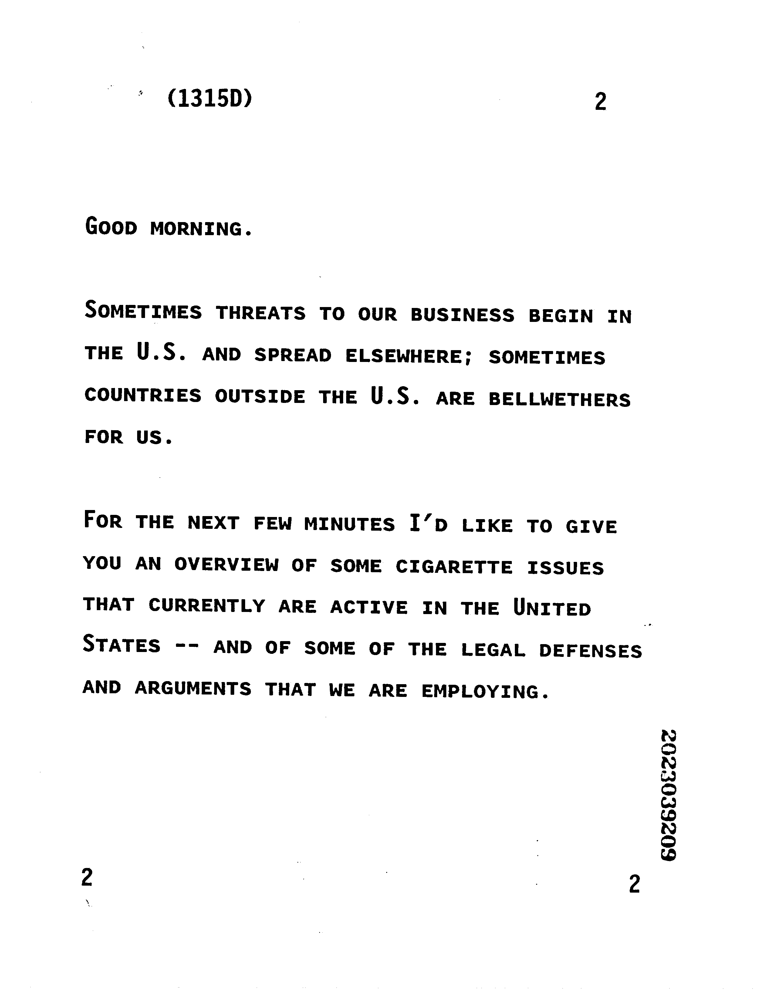 (1315D) 2
Good morning.
Sometimes threats to our business begin in
the U.S. and spread elsewhere; sometimes
countries outside the U.S. are bellwethers
for us.
For the next few minutes I'd like to give
you an overview of some cigarette issues
that currently are active in the United
States -- and of some of the legal defenses
and arguments that we are employing.
2023039209
2 2